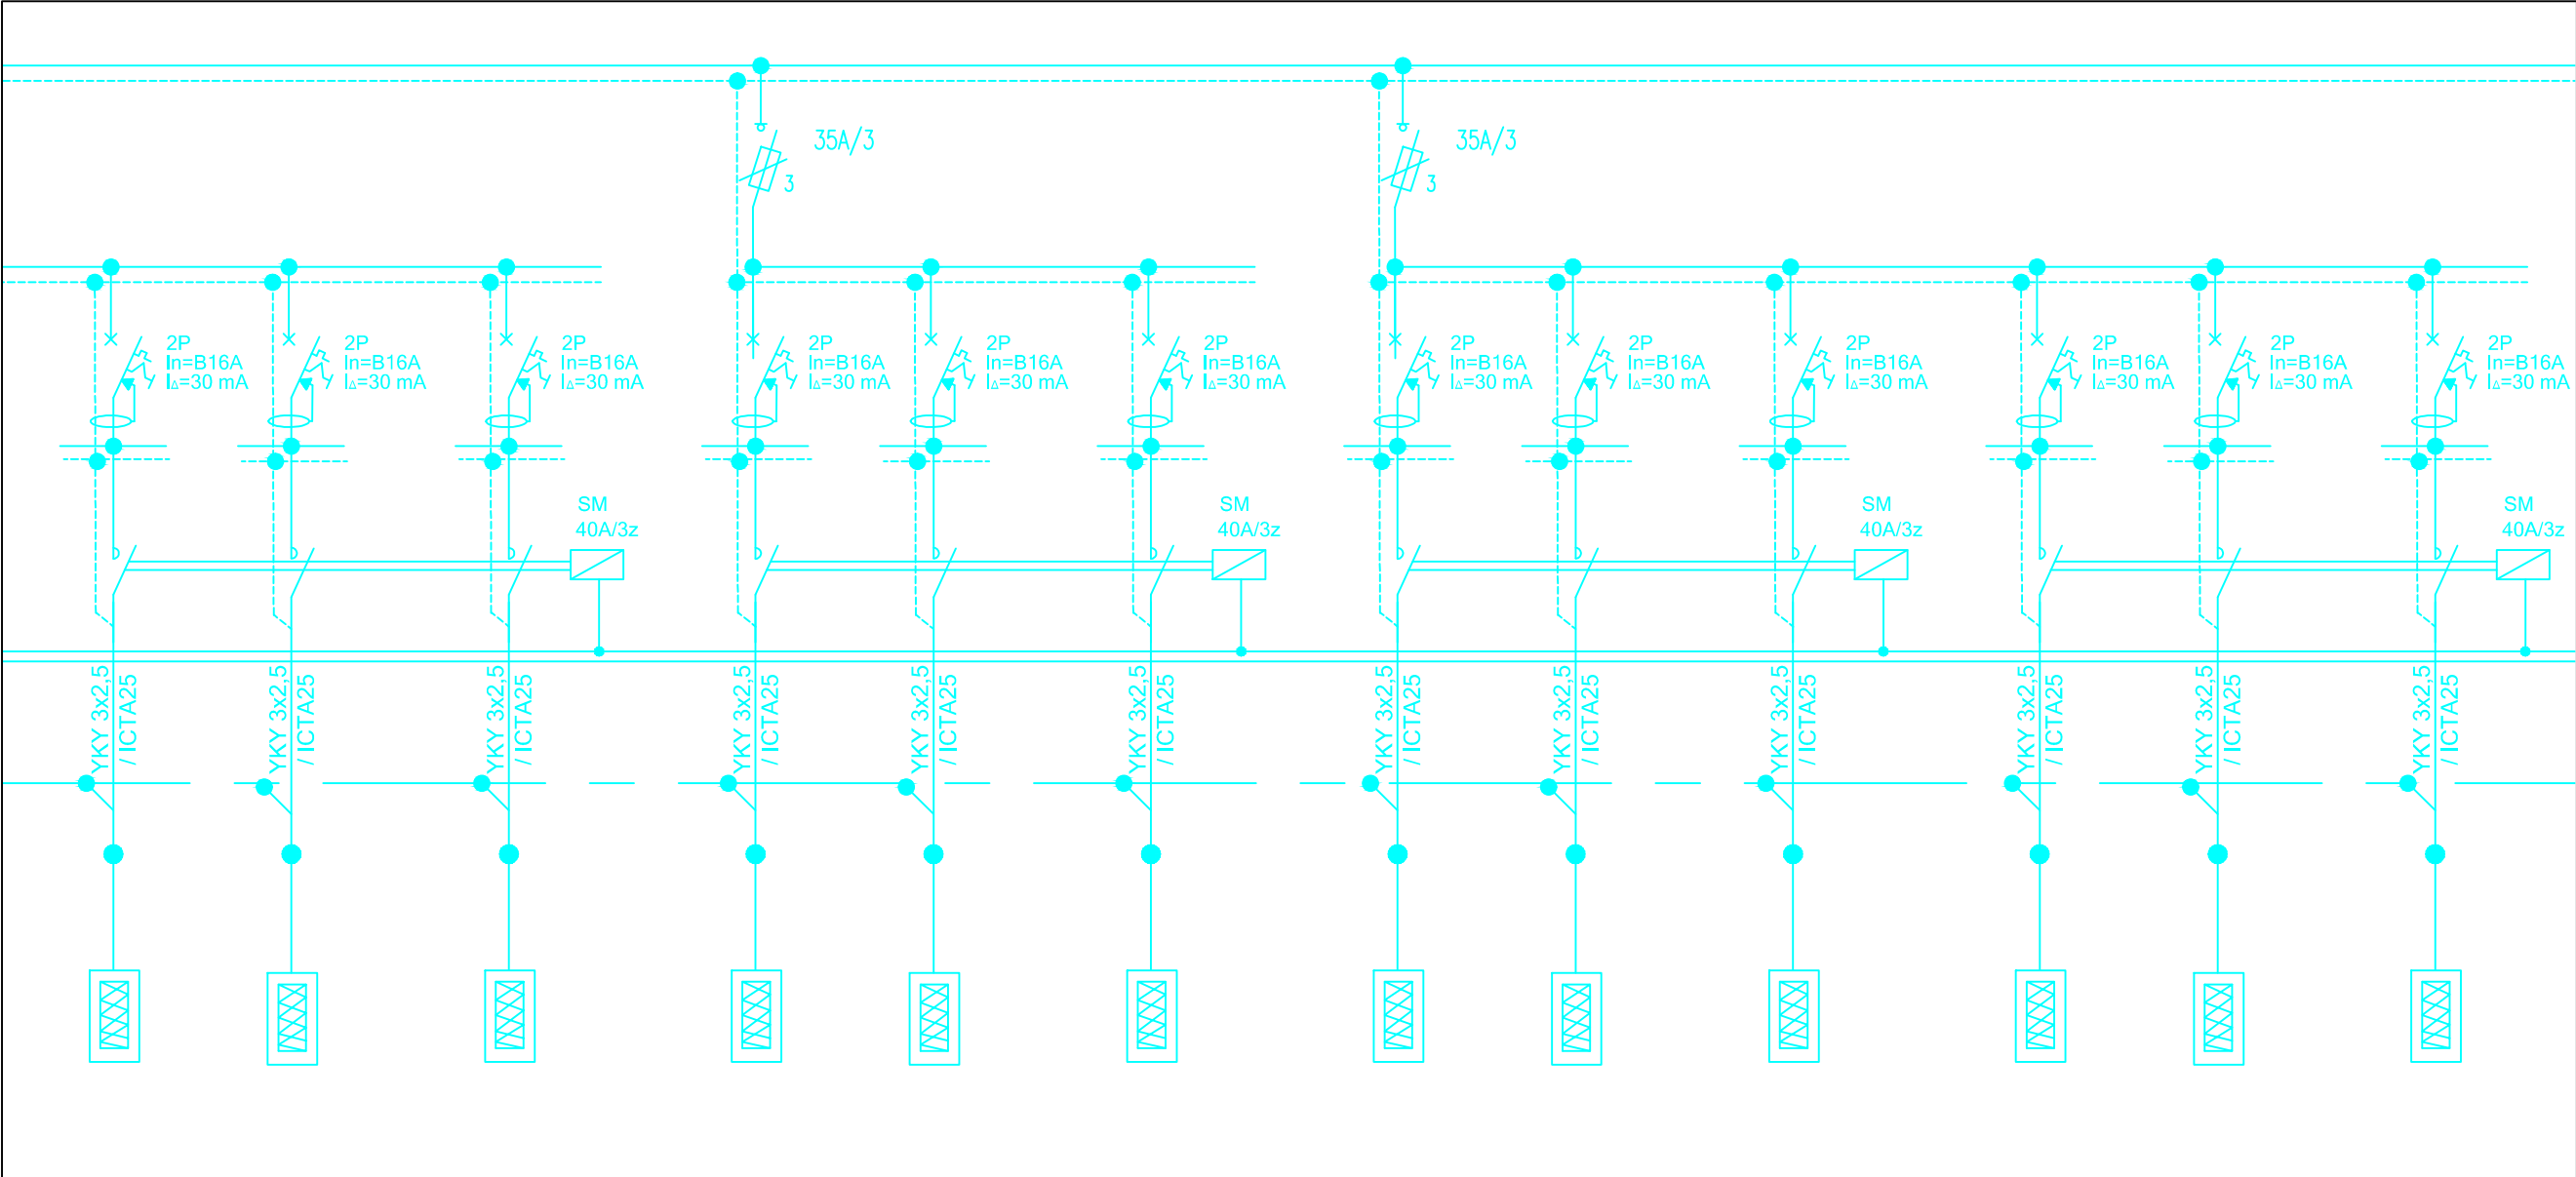 35A/3
3
35A/3
3
2P
In=B16A
I∆=30 mA
2P
In=B16A
I∆=30 mA
2P
In=B16A
I∆=30 mA
2P
In=B16A
I∆=30 mA
2P
In=B16A
I∆=30 mA
2P
In=B16A
I∆=30 mA
2P
In=B16A
I∆=30 mA
2P
In=B16A
I∆=30 mA
2P
In=B16A
I∆=30 mA
2P
In=B16A
I∆=30 mA
2P
In=B16A
I∆=30 mA
2P
In=B16A
I∆=30 mA
SM
40A/3z
SM
40A/3z
SM
40A/3z
SM
40A/3z
YKY 3x2,5
/ ICTA25
YKY 3x2,5
/ ICTA25
YKY 3x2,5
/ ICTA25
YKY 3x2,5
/ ICTA25
YKY 3x2,5
/ ICTA25
YKY 3x2,5
/ ICTA25
YKY 3x2,5
/ ICTA25
YKY 3x2,5
/ ICTA25
YKY 3x2,5
/ ICTA25
YKY 3x2,5
/ ICTA25
YKY 3x2,5
/ ICTA25
YKY 3x2,5
/ ICTA25